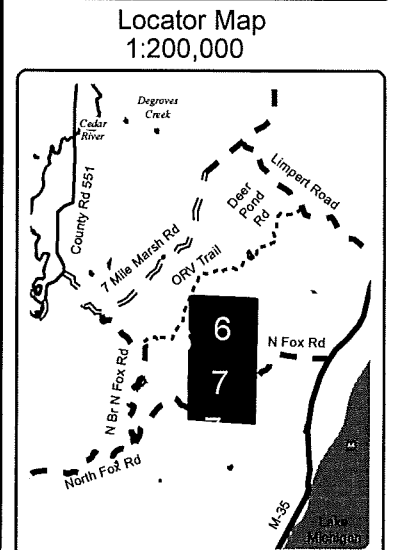 Locator Map
1:200,000
Degroves
Creek
Cedar
River
County Rd 551
Limpert Road
Deer
Pond
Rd
7 Mile Marsh Rd
ORV Trail
6
N Fox Rd
7
N Br N Fox Rd
North Fox Rd
M-35
Lake
Michigan